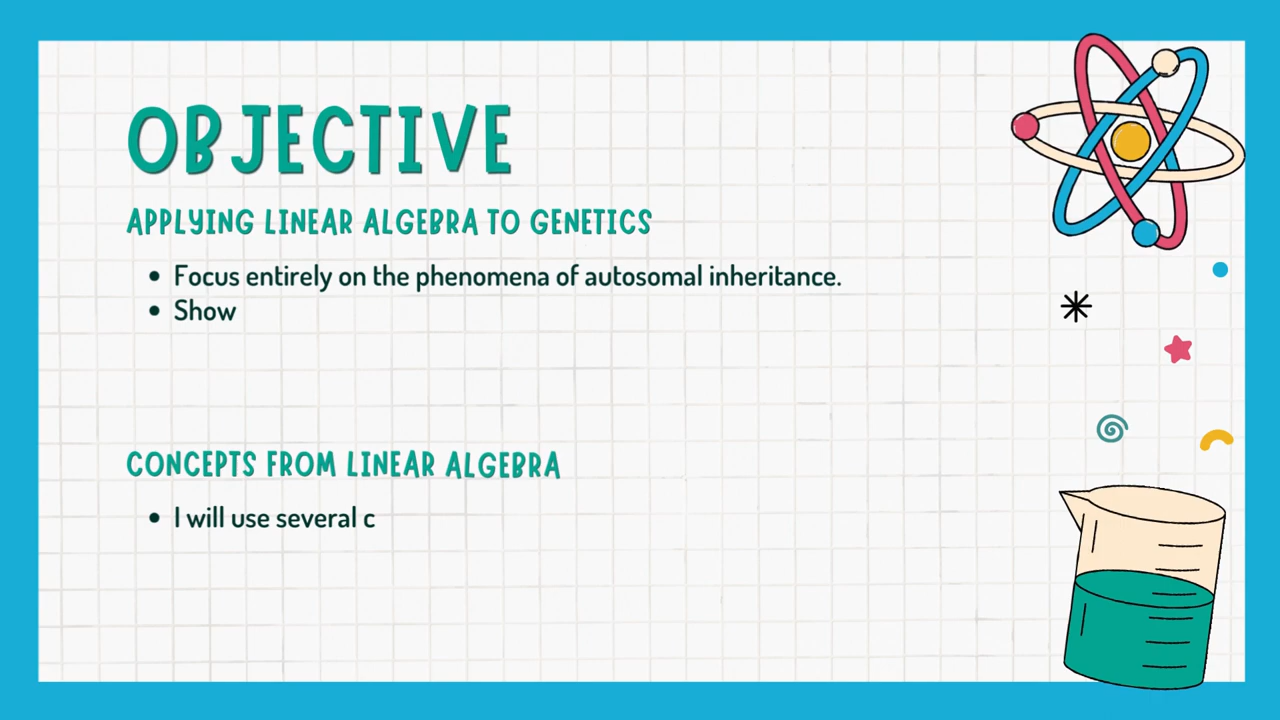 OBJECTIVE
APPLYING LINEAR ALGEBRA TO GENETICS
• Focus entirely on the phenomena of autosomal inheritance.
• Show
CONCEPTS FROM LINEAR ALGEBRA
• I will use several c